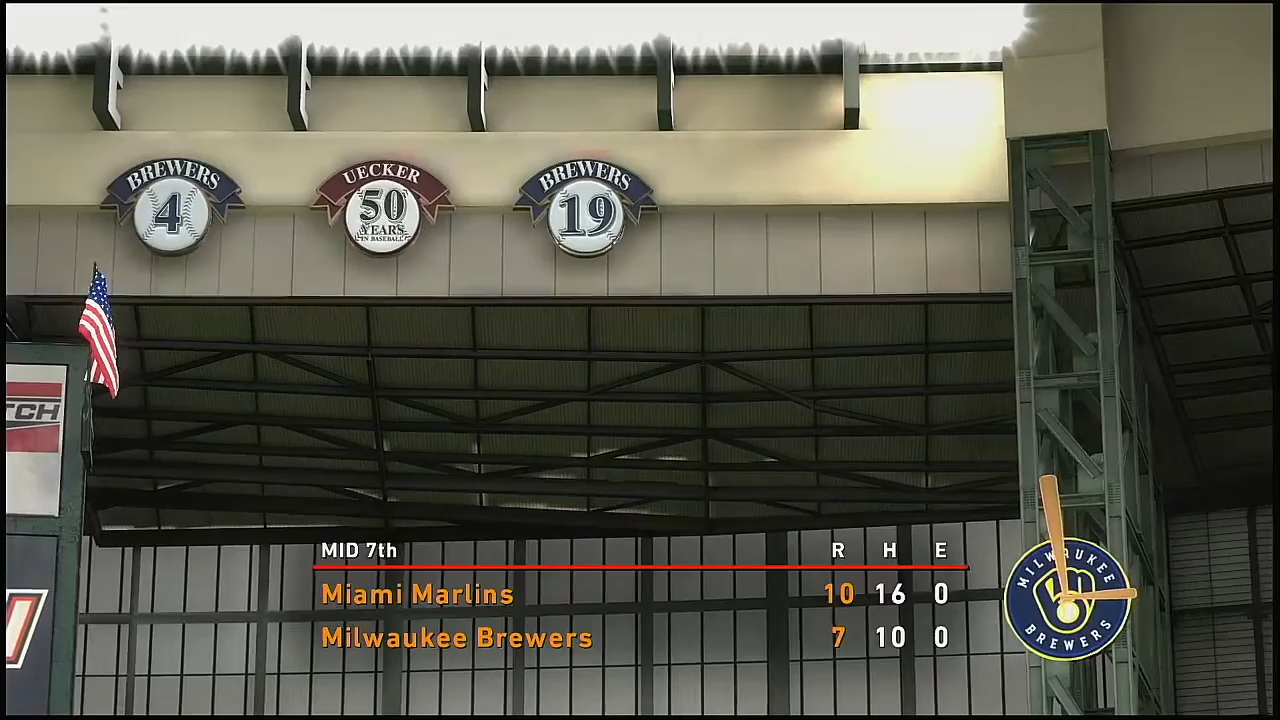 BREWERS
4
UECKER
50
YEARS
IN BASEBALL
BREWERS
19
TCH
MID 7th R H E
Miami Marlins 10 16 0
Milwaukee Brewers 7 10 0
MILWAUKEE
BREWERS